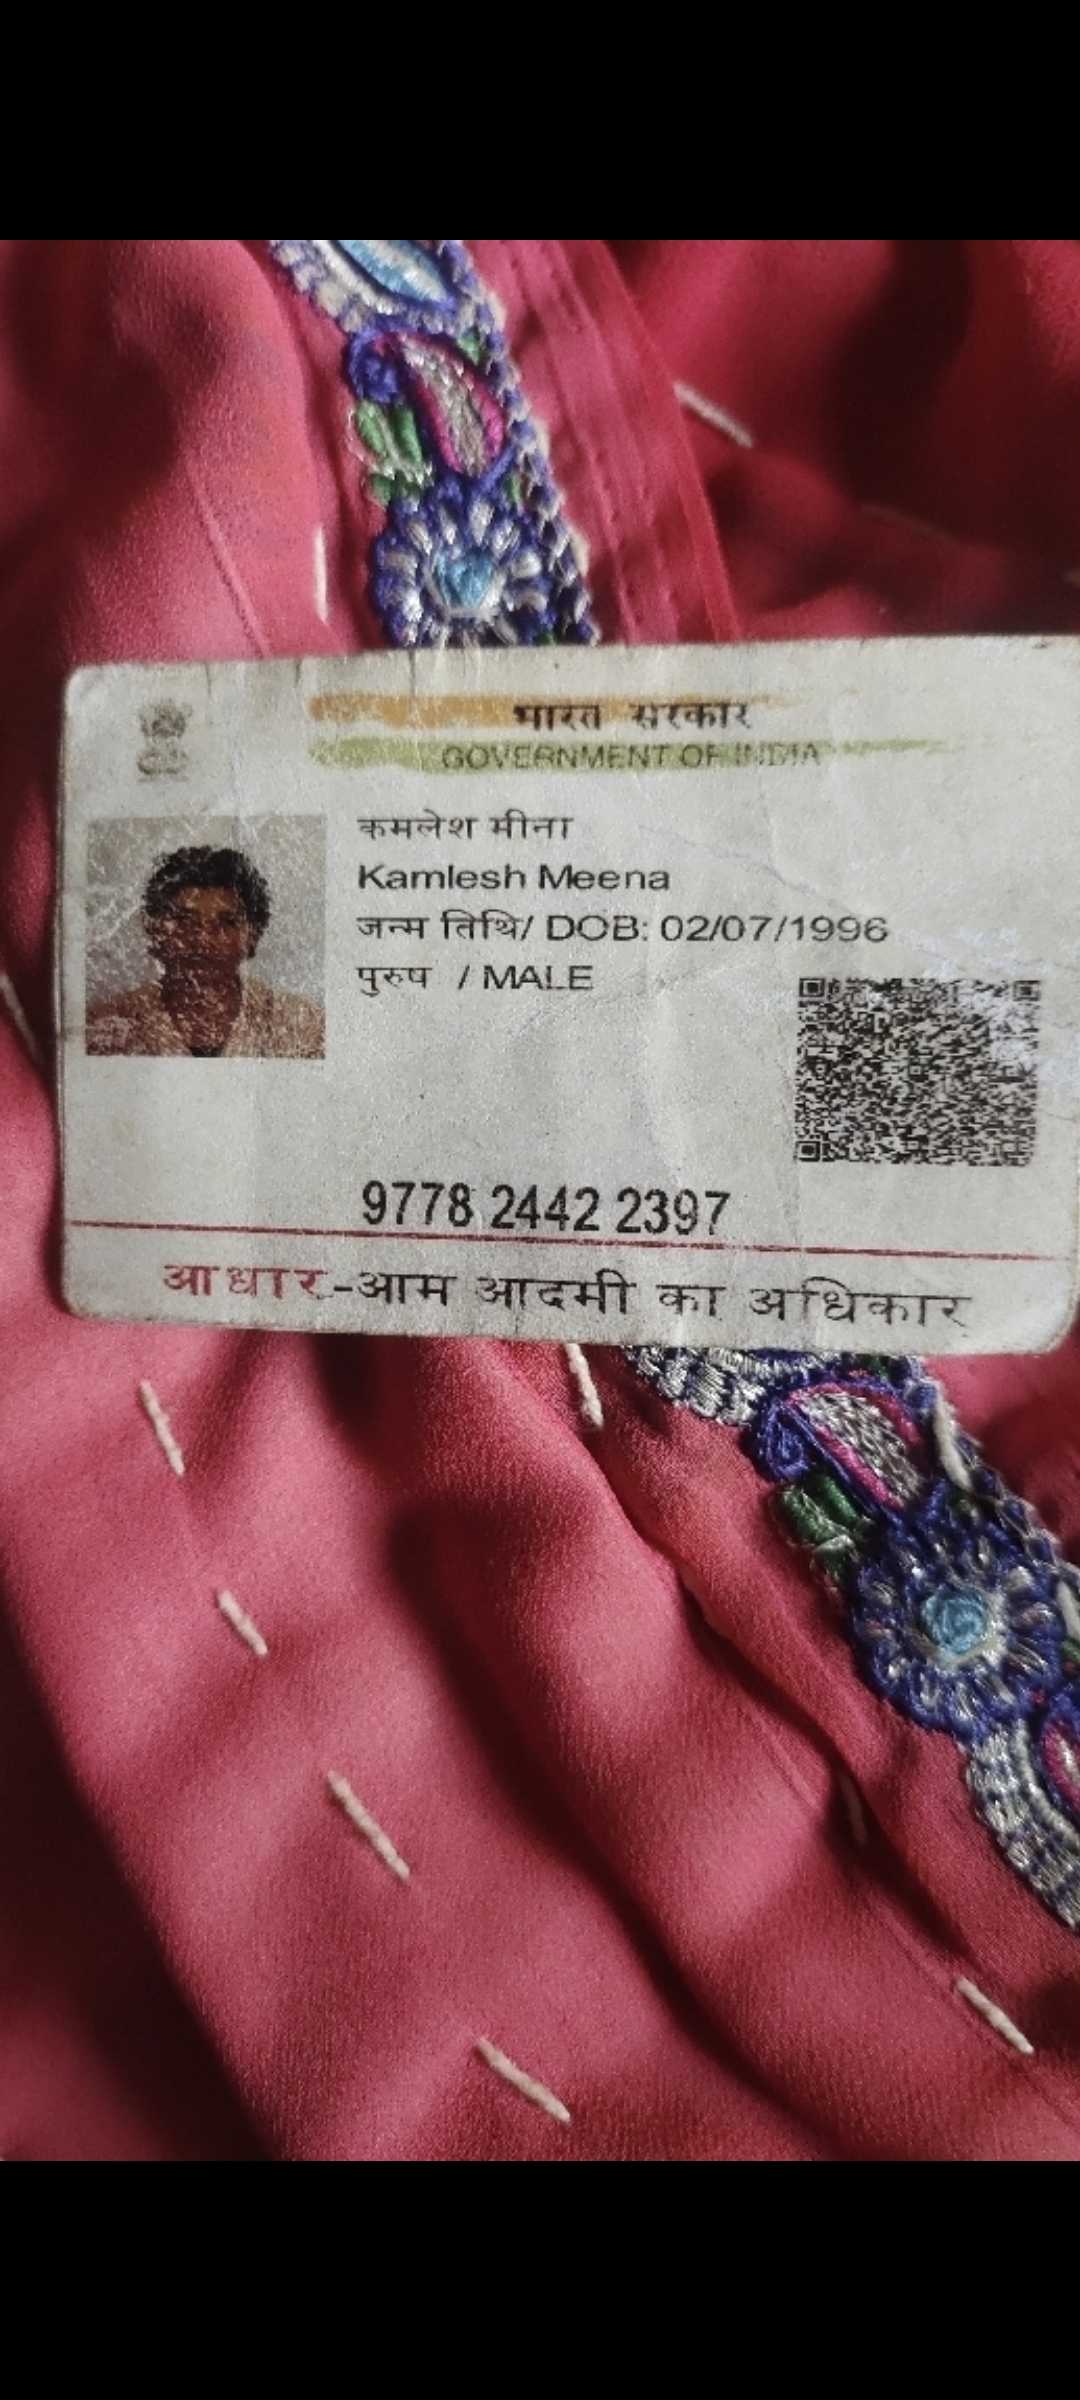 भारत सरकार
GOVERNMENT OF INDIA
कमलेश मीना
Kamlesh Meena
जन्म तिथि/ DOB: 02/07/1996
पुरुष / MALE
9778 2442 2397
आधार-आम आदमी का अधिकार